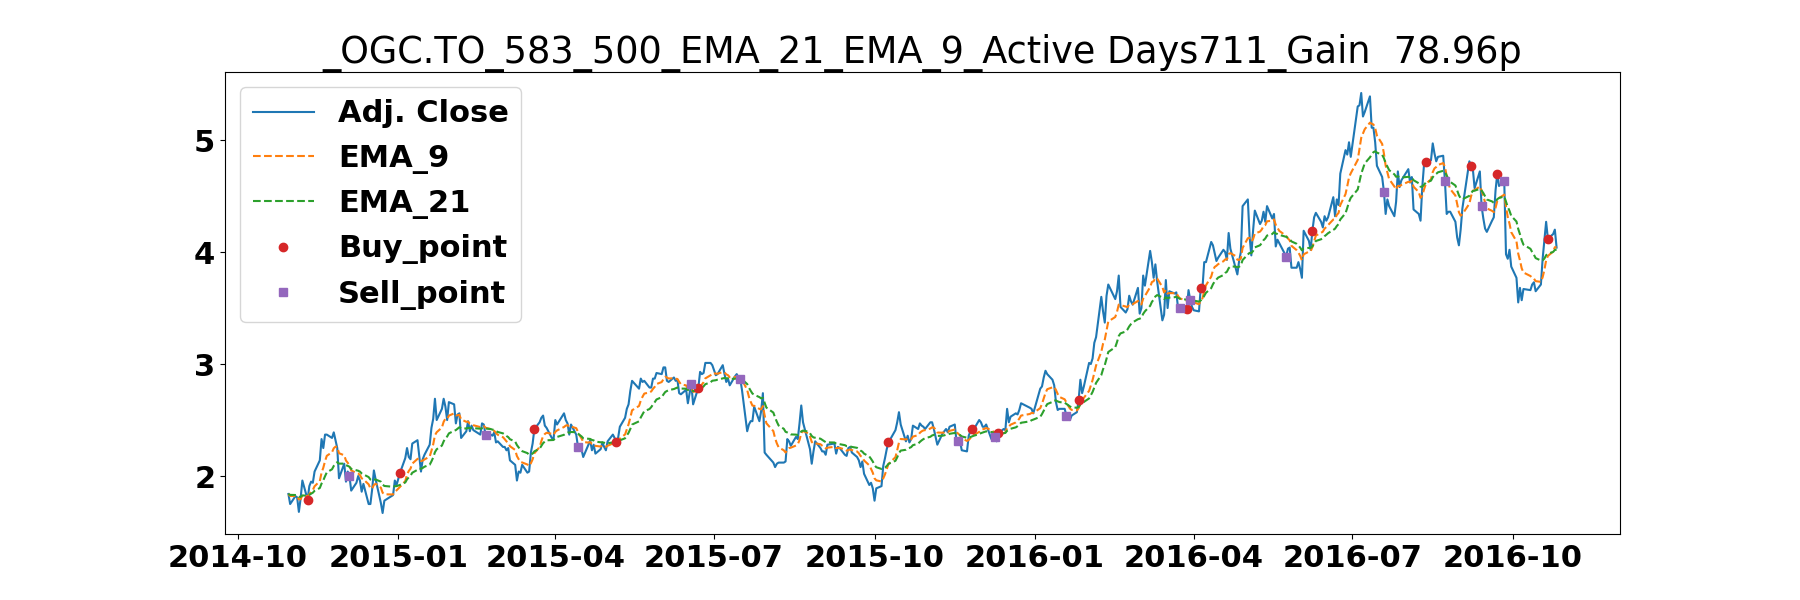 _OGC.TO_583_500_EMA_21_EMA_9_Active Days711_Gain  78.96p
Adj. Close
EMA_9
EMA_21
Buy_point
Sell_point
5
4
3
2
2014-10 2015-01 2015-04 2015-07 2015-10 2016-01 2016-04 2016-07 2016-10